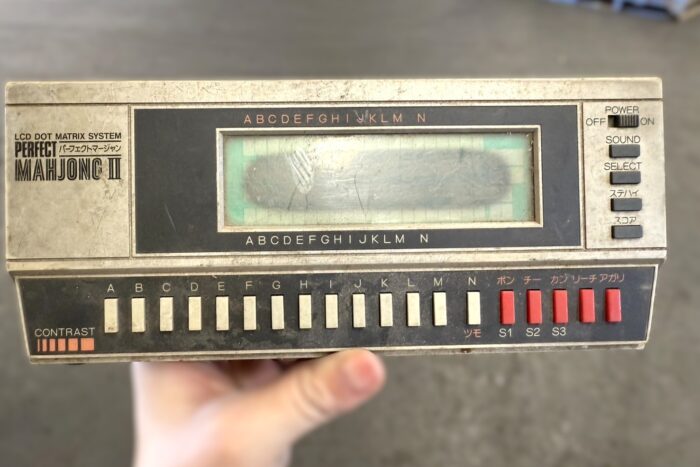 LCD DOT MATRIX SYSTEM
PERFECT パーフェクトマージャン
MAHJONG II
ABCDEFGHIJKLM N
ABCDEFGHIJKLM N
POWER
OFF ON
SOUND
SELECT
ステハイ
スコア
A B C D E F G H I J K L M N ポン チー カン リーチ アガリ
CONTRAST
ツモ S1 S2 S3